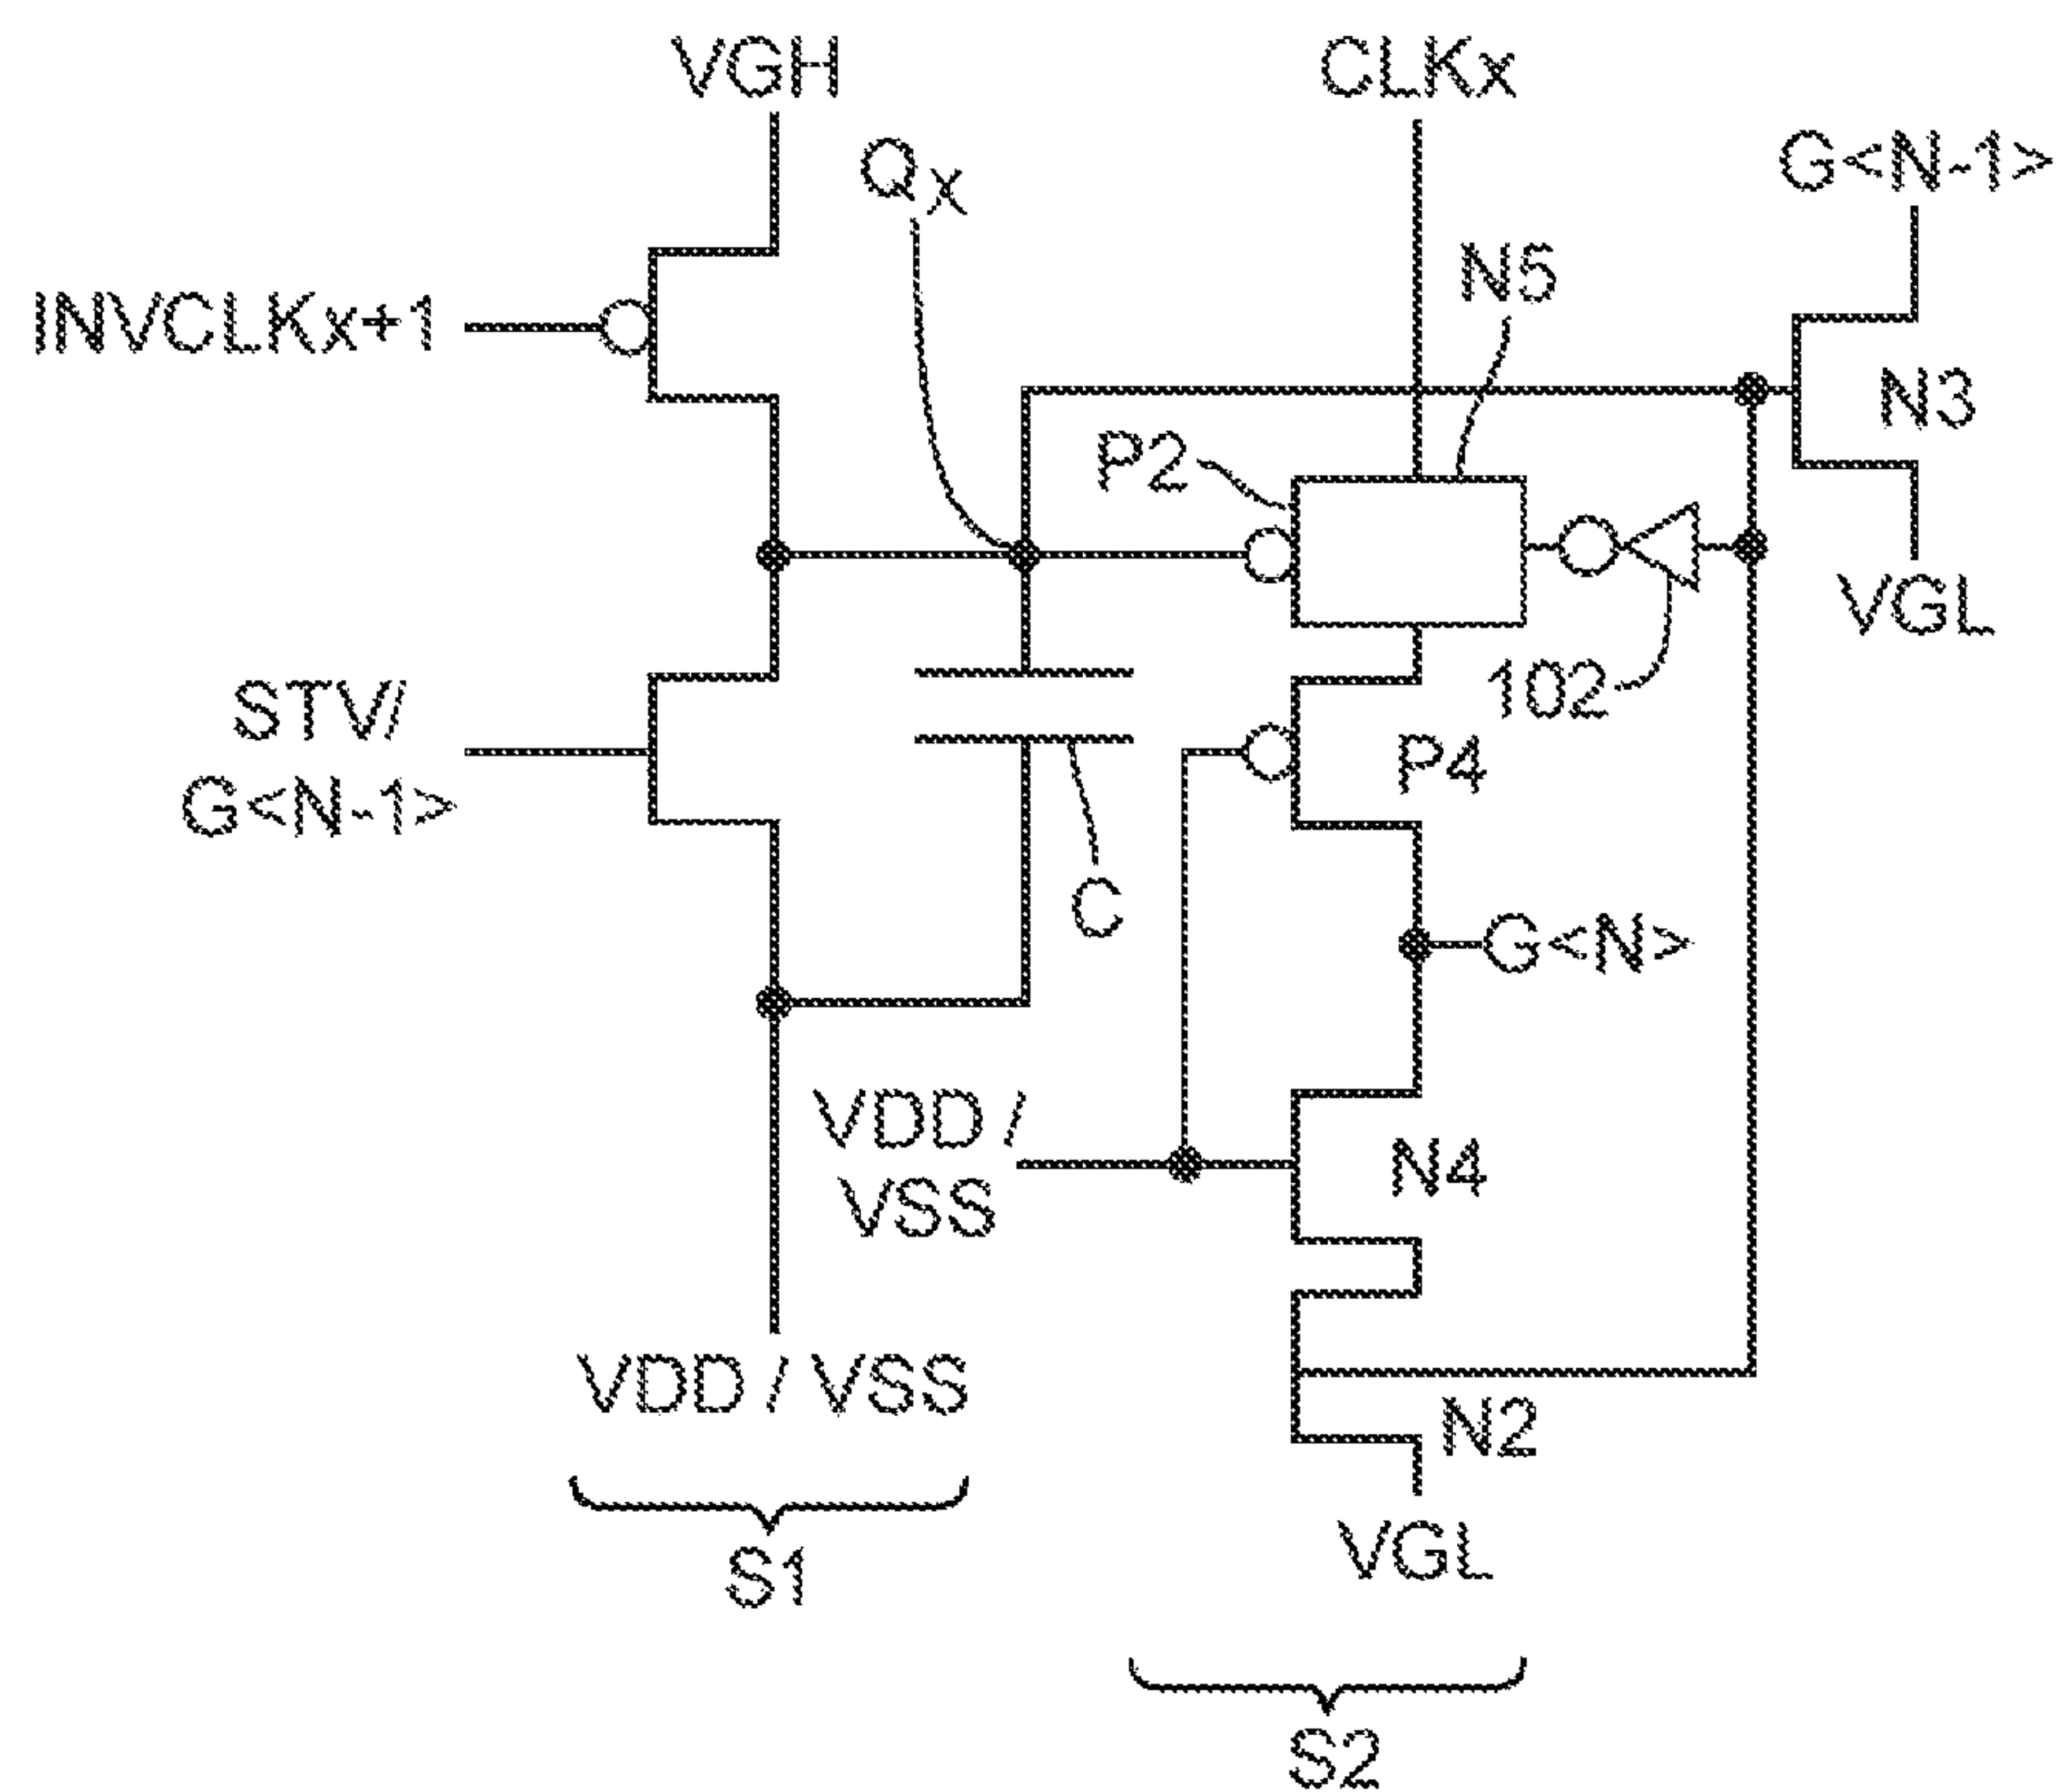 VGH
CLKx
G<N-1>
QX
N5
INVCLKx+1
N3
P2
VGL
STV/
G<N-1>
102
P4
C
G<N>
VDD /
VSS
N4
VDD / VSS
N2
VGL
S1
S2